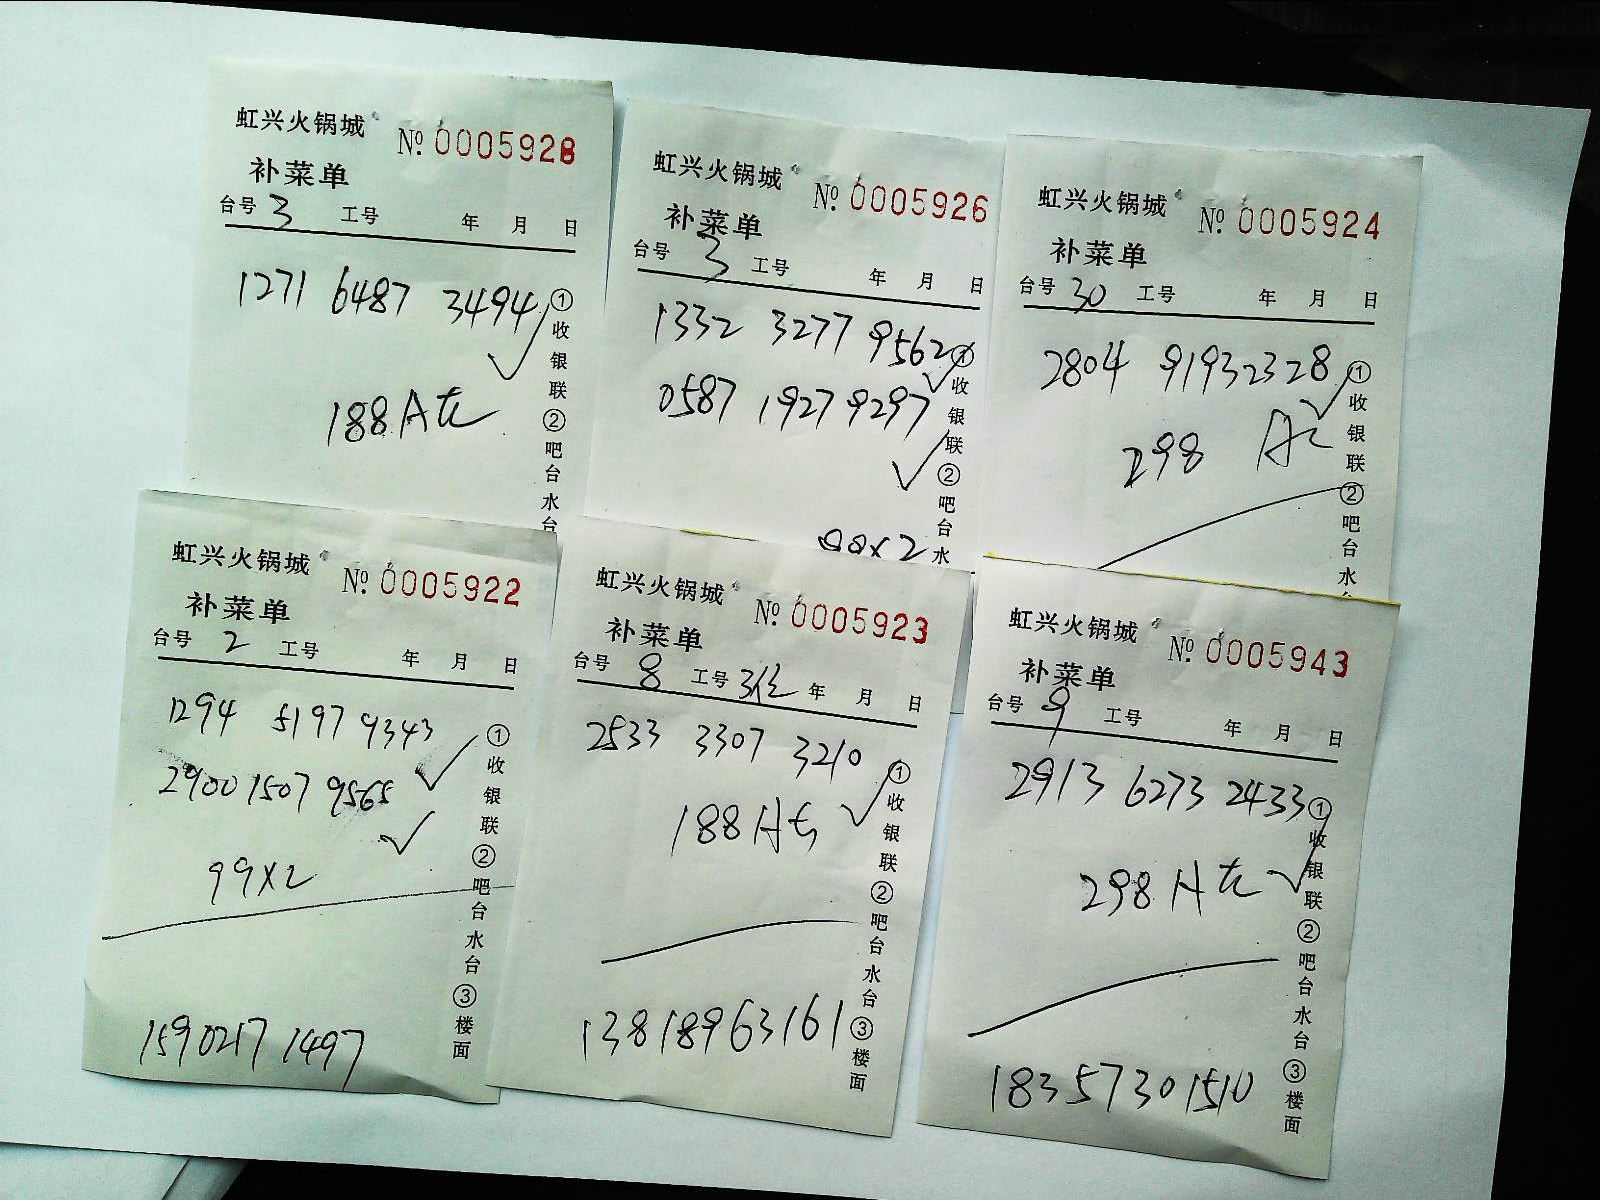 虹兴火锅城 № 0005928
补菜单
台号 3 工号 年 月 日
1271 6487 3494
188A
①收银联②吧台水台
虹兴火锅城 № 0005926
补菜单
台号 3 工号 年 月 日
1332 3277 9562
0587 1927 9297
×2
①收银联②吧台水
虹兴火锅城 № 0005924
补菜单
台号 30 工号 年 月 日
2804 9193 2328
298 A
①收银联②吧台水
虹兴火锅城 № 0005922
补菜单
台号 2 工号 年 月 日
1294 5197 9343
2900 1507 9565
99×2
15902171497
①收银联②吧台水台③楼面
虹兴火锅城 № 0005923
补菜单
台号 8 工号 年 月 日
2533 3307 3210
188
13818963161
①收银联②吧台水台③楼面
虹兴火锅城 № 0005943
补菜单
台号 9 工号 年 月 日
2913 6273 2433
298
18357301510
①收银联②吧台水台③楼面